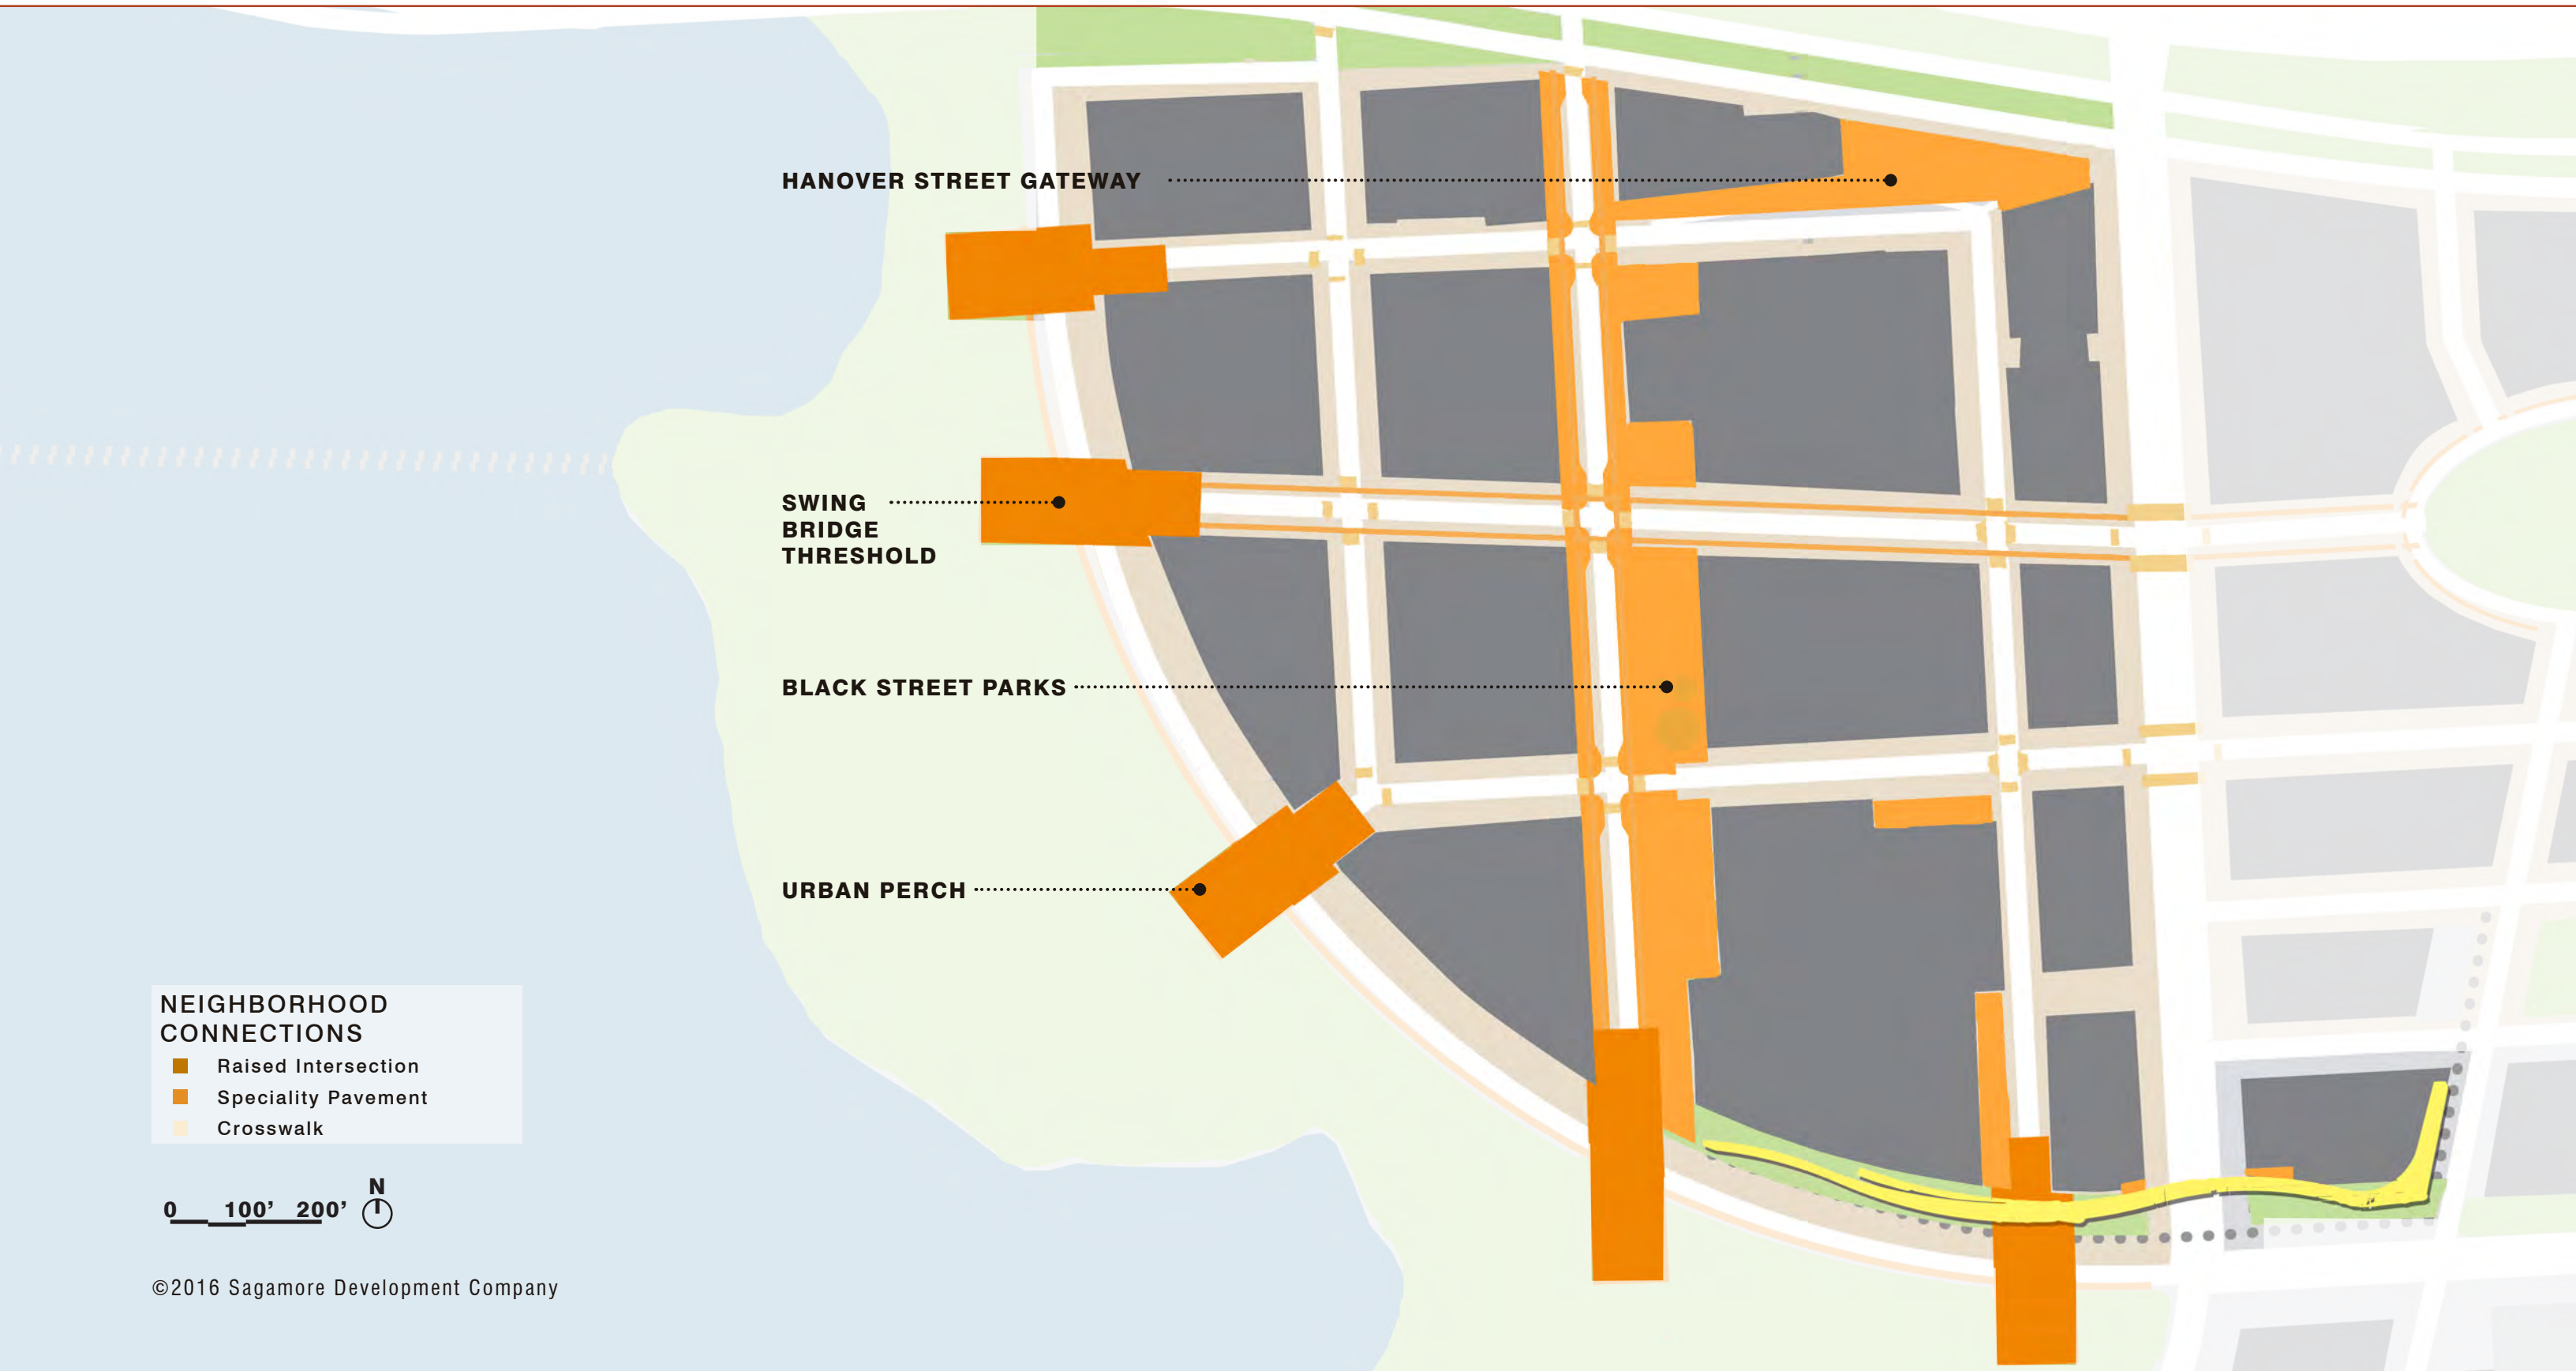 HANOVER STREET GATEWAY
SWING
BRIDGE
THRESHOLD
BLACK STREET PARKS
URBAN PERCH
NEIGHBORHOOD
CONNECTIONS
Raised Intersection
Speciality Pavement
Crosswalk
N
0 100’ 200’
©2016 Sagamore Development Company